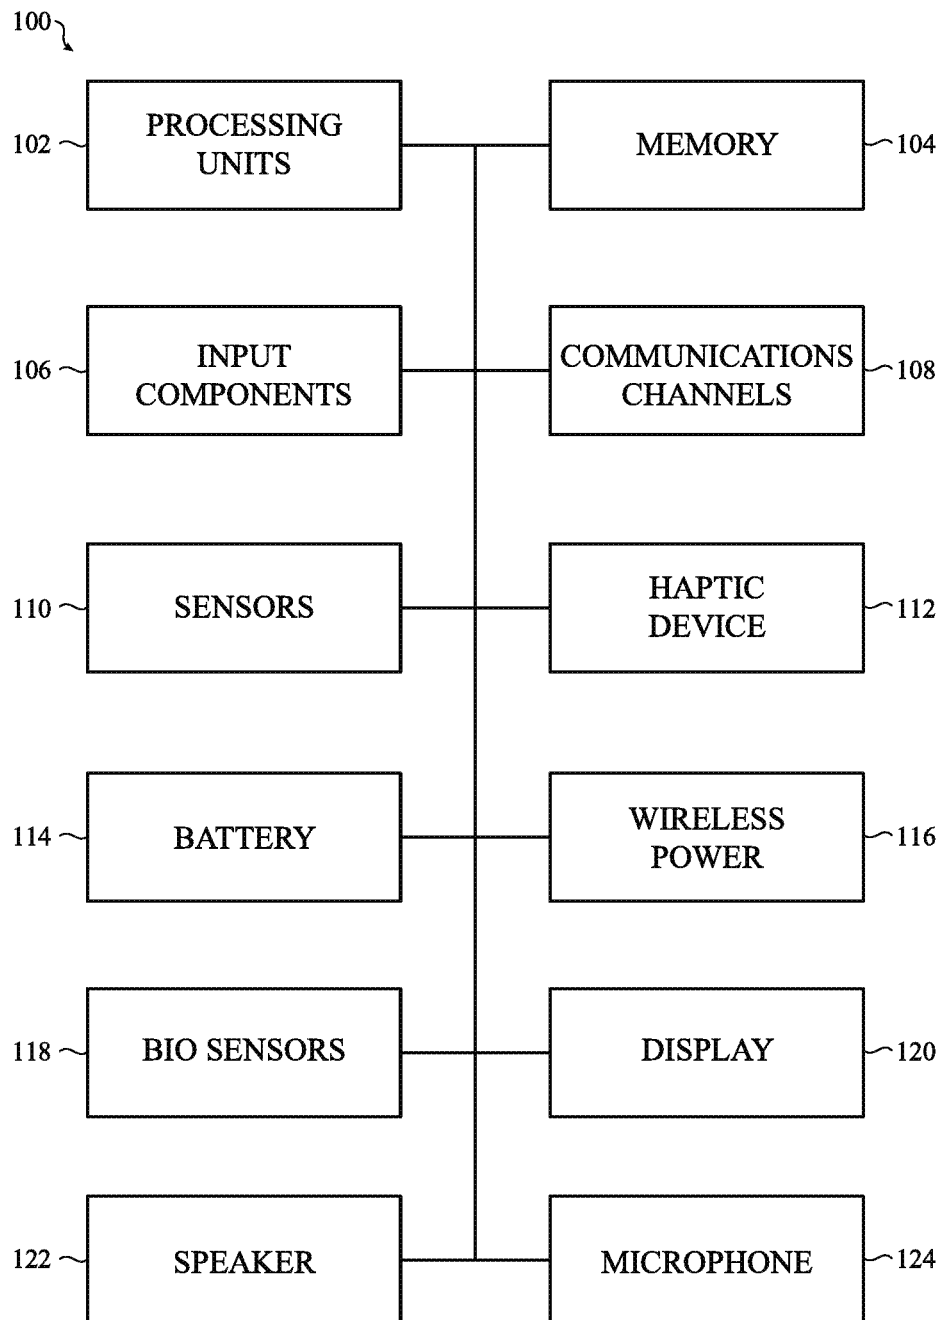 100
102
PROCESSING
UNITS
MEMORY
104
106
INPUT
COMPONENTS
COMMUNICATIONS
CHANNELS
108
110
SENSORS
HAPTIC
DEVICE
112
114
BATTERY
WIRELESS
POWER
116
118
BIO SENSORS
DISPLAY
120
122
SPEAKER
MICROPHONE
124